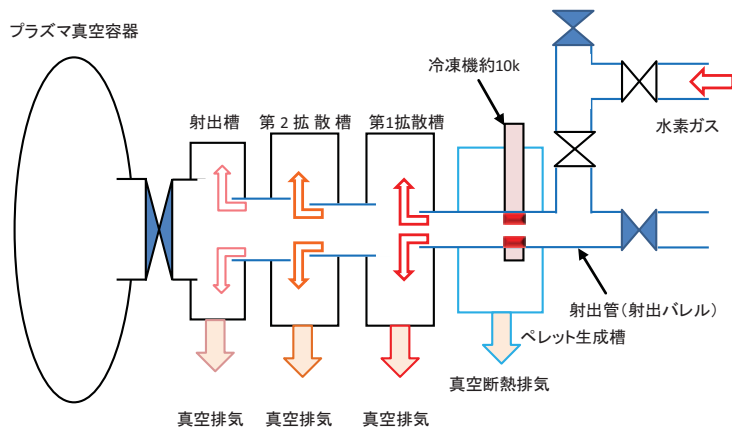 プラズマ真空容器
冷凍機約10k
射出槽
第2拡散槽
第1拡散槽
水素ガス
射出管(射出バレル)
ペレット生成槽
真空断熱排気
真空排気
真空排気
真空排気